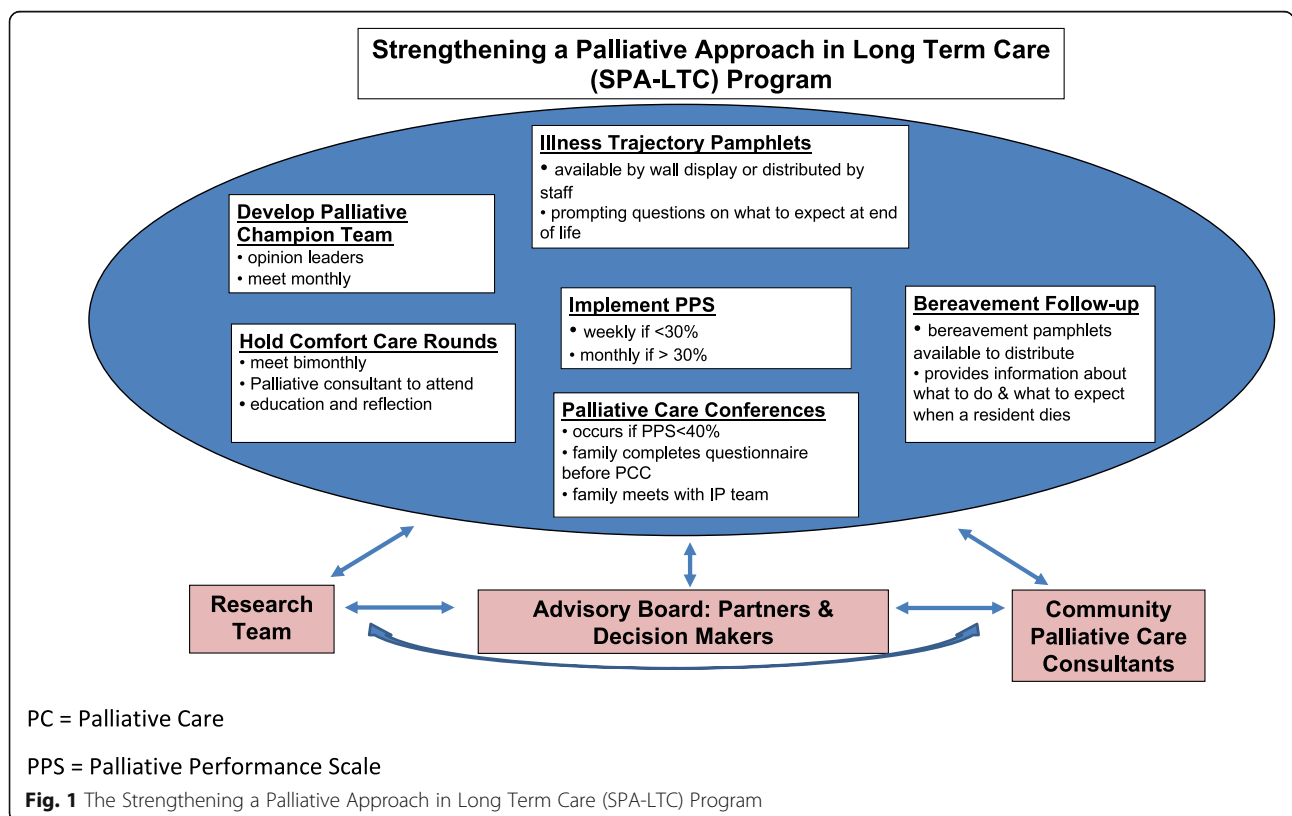 Strengthening a Palliative Approach in Long Term Care
(SPA-LTC) Program
Illness Trajectory Pamphlets
• available by wall display or distributed by
staff
• prompting questions on what to expect at end
of life
Develop Palliative
Champion Team
• opinion leaders
• meet monthly
Implement PPS
• weekly if <30%
• monthly if > 30%
Bereavement Follow-up
• bereavement pamphlets
available to distribute
• provides information about
what to do & what to expect
when a resident dies
Hold Comfort Care Rounds
• meet bimonthly
• Palliative consultant to attend
• education and reflection
Palliative Care Conferences
• occurs if PPS<40%
• family completes questionnaire
before PCC
• family meets with IP team
Research
Team
Advisory Board: Partners &
Decision Makers
Community
Palliative Care
Consultants
PC = Palliative Care
PPS = Palliative Performance Scale
Fig. 1 The Strengthening a Palliative Approach in Long Term Care (SPA-LTC) Program